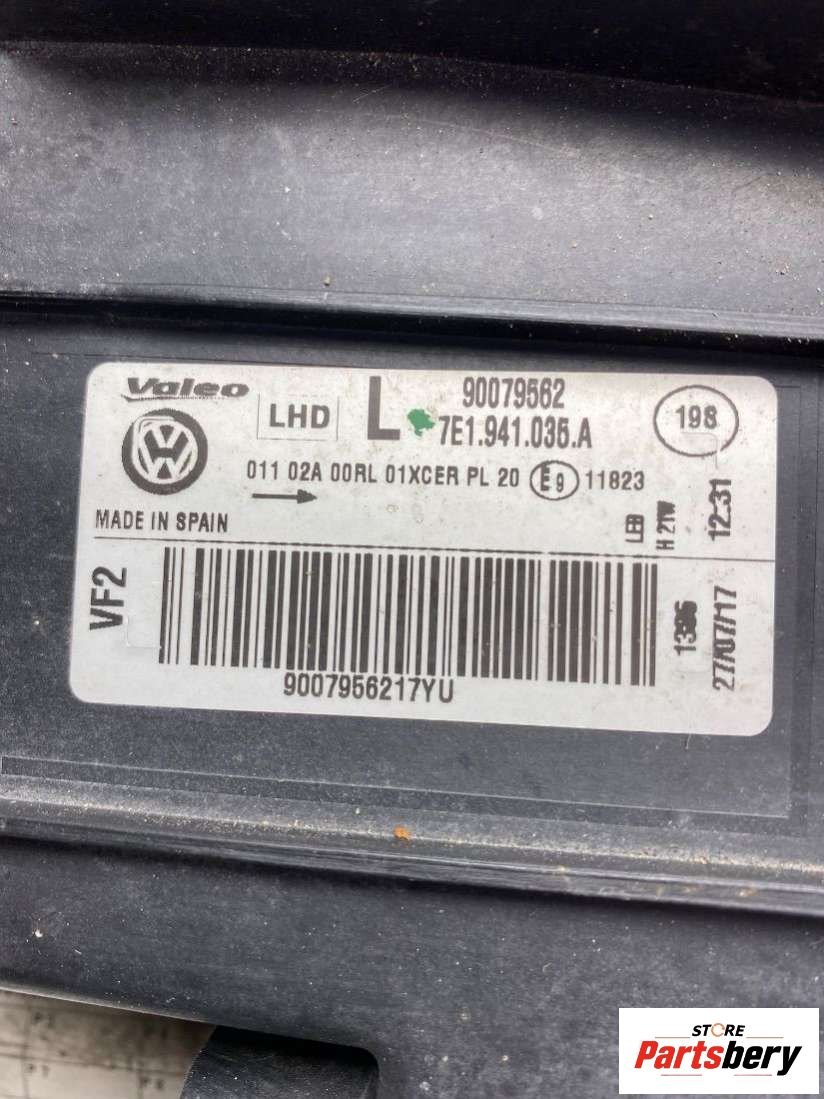 Valeo
LHD
L
90079562
7E1.941.035.A
198
011 02A 00RL 01XCER PL 20 E9 11823
MADE IN SPAIN
LEB
H 21W
12:31
VF2
27/07/17
9007956217YU
STORE
Partsbery